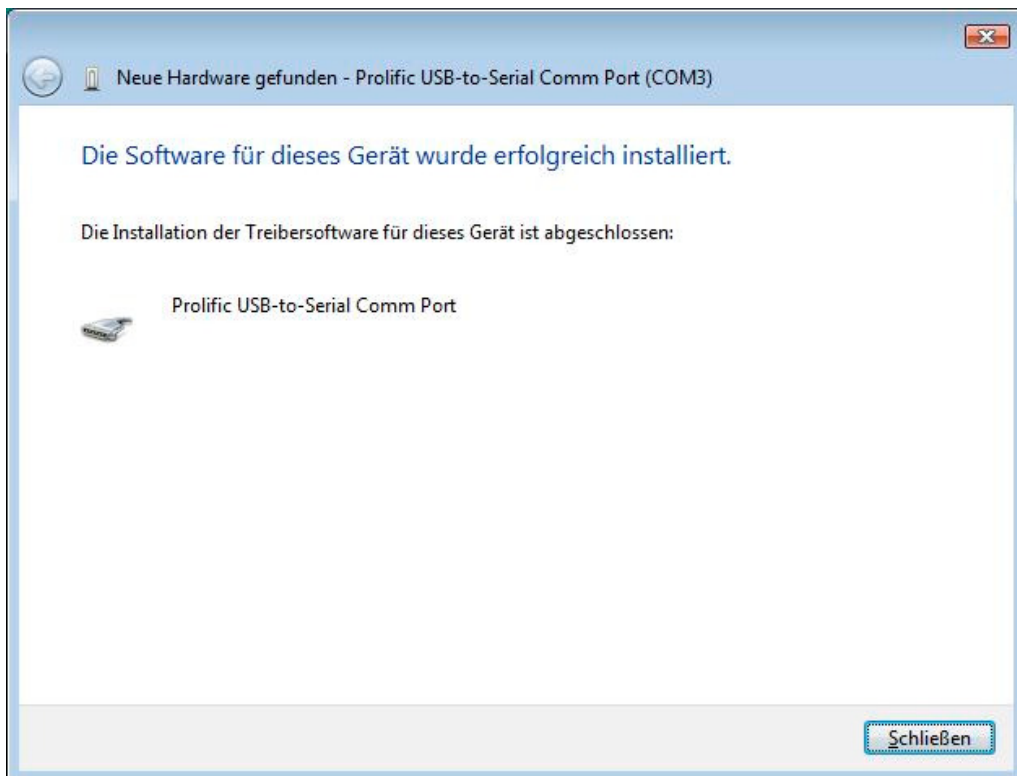 Neue Hardware gefunden - Prolific USB-to-Serial Comm Port (COM3)
Die Software für dieses Gerät wurde erfolgreich installiert.
Die Installation der Treibersoftware für dieses Gerät ist abgeschlossen:
Prolific USB-to-Serial Comm Port
Schließen